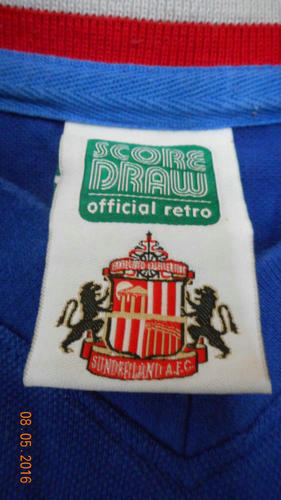 SCORE
DRAW
official retro
SUNDERLAND A.F.C.
08.05.2016